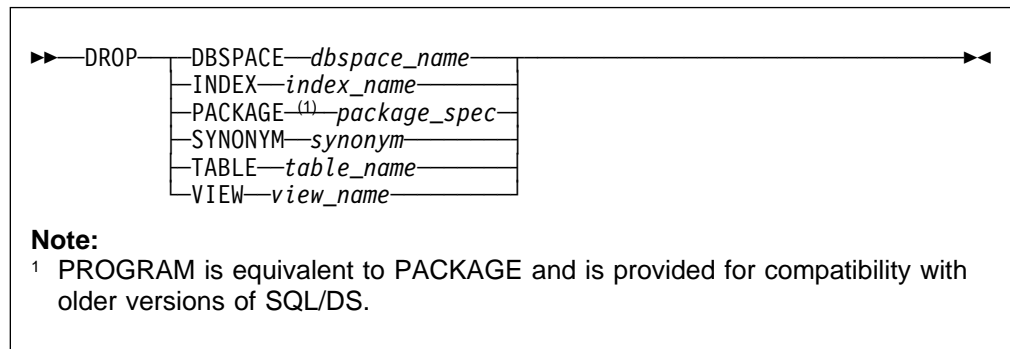 ►►──DROP──┬─DBSPACE──dbspace_name───┬──►◄
├─INDEX──index_name───────┤
├─PACKAGE─(1)──package_spec─┤
├─SYNONYM──synonym────────┤
├─TABLE──table_name───────┤
└─VIEW──view_name─────────┘
Note:
1 PROGRAM is equivalent to PACKAGE and is provided for compatibility with
older versions of SQL/DS.